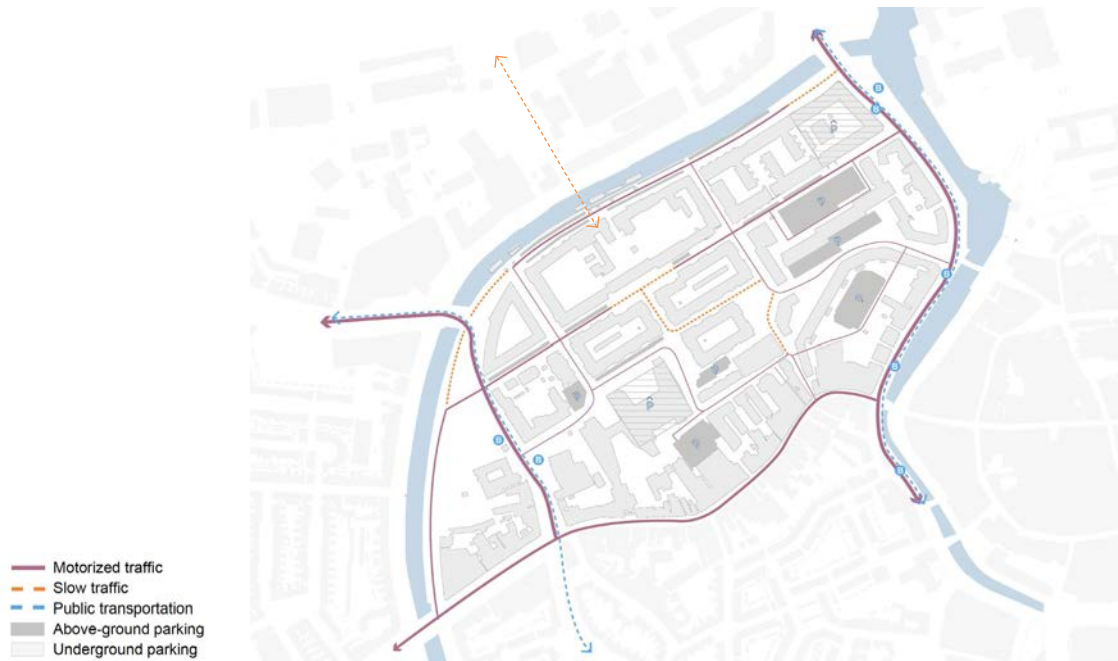 B
B
P
P
P
B
P
B
P
P
P
B
B
P
B
Motorized traffic
Slow traffic
Public transportation
Above-ground parking
Underground parking